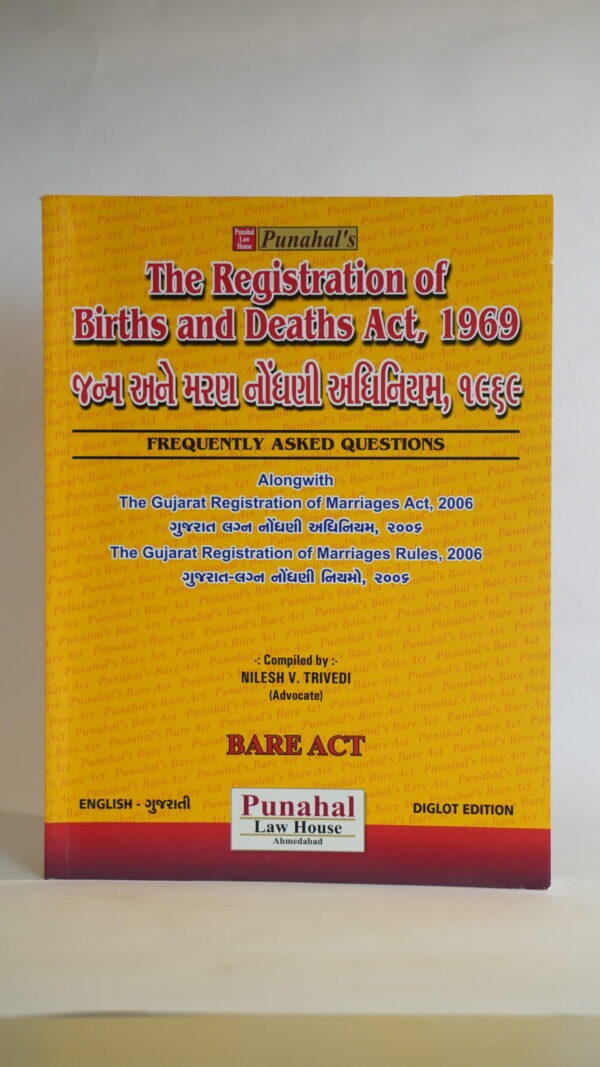 Punahal Law House
Punahal's
The Registration of
Births and Deaths Act, 1969
જન્મ અને મરણ નોંધણી અધિનિયમ, ૧૯૬૯
FREQUENTLY ASKED QUESTIONS
Alongwith
The Gujarat Registration of Marriages Act, 2006
ગુજરાત લગ્ન નોંધણી અધિનિયમ, ૨૦૦૬
The Gujarat Registration of Marriages Rules, 2006
ગુજરાત-લગ્ન નોંધણી નિયમો, ૨૦૦૬
-: Compiled by :-
NILESH V. TRIVEDI
(Advocate)
BARE ACT
ENGLISH - ગુજરાતી
Punahal
Law House
Ahmedabad
DIGLOT EDITION